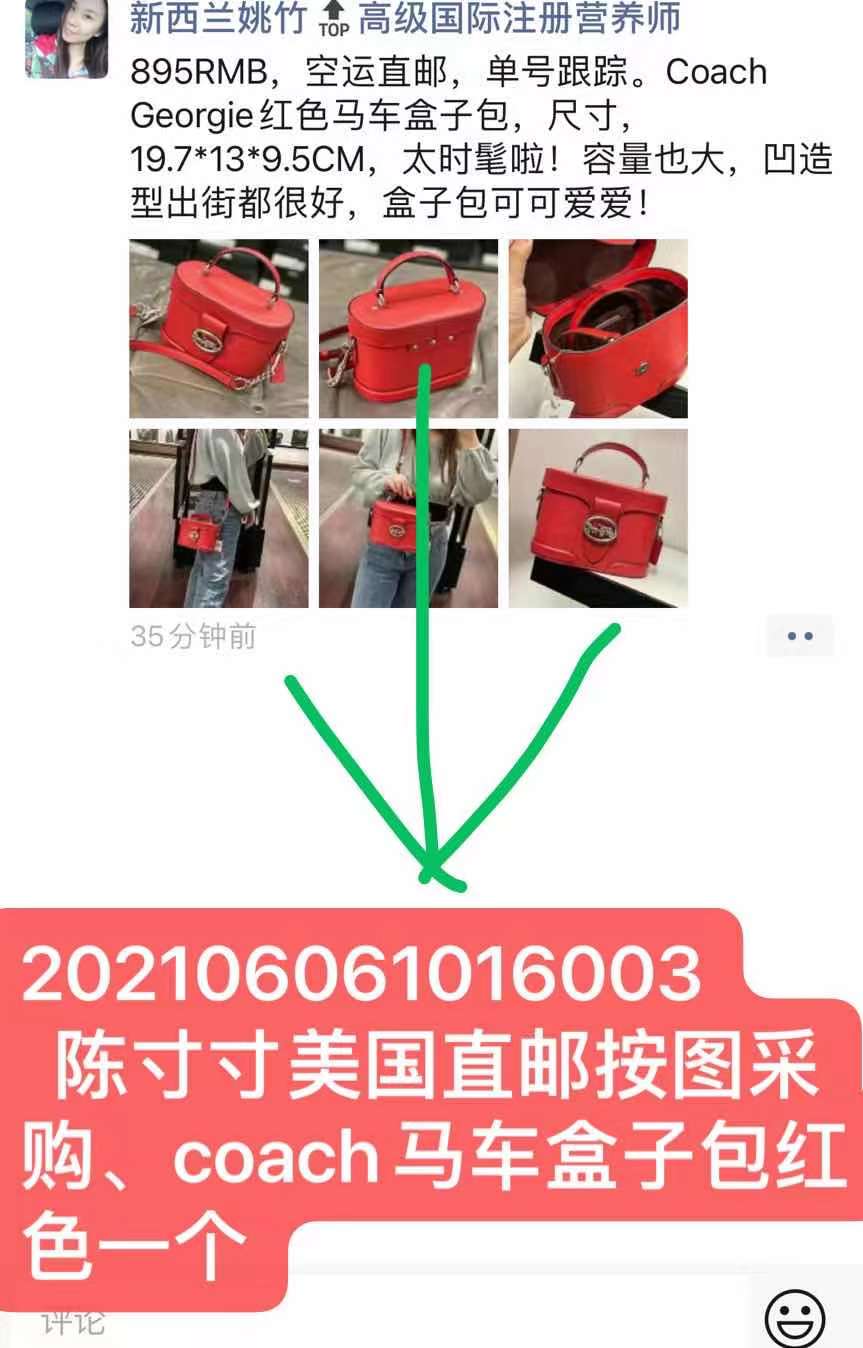 新西兰姚竹 TOP 高级国际注册营养师
895RMB，空运直邮，单号跟踪。Coach
Georgie红色马车盒子包，尺寸，
19.7*13*9.5CM，太时髦啦！容量也大，凹造
型出街都很好，盒子包可可爱爱！
35分钟前
202106061016003
陈寸寸美国直邮按图采
购、coach马车盒子包红
色一个
评论